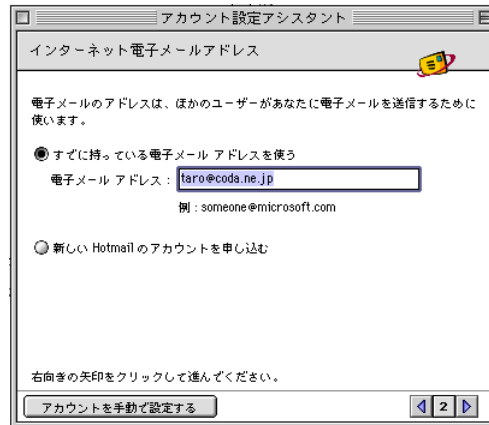 アカウント設定アシスタント
インターネット電子メールアドレス
電子メールのアドレスは、ほかのユーザーがあなたに電子メールを送信するために
使います。
すでに持っている電子メール アドレスを使う
電子メール アドレス : taro@coda.ne.jp
例 : someone@microsoft.com
新しい Hotmail のアカウントを申し込む
右向きの矢印をクリックして進んでください。
アカウントを手動で設定する 2